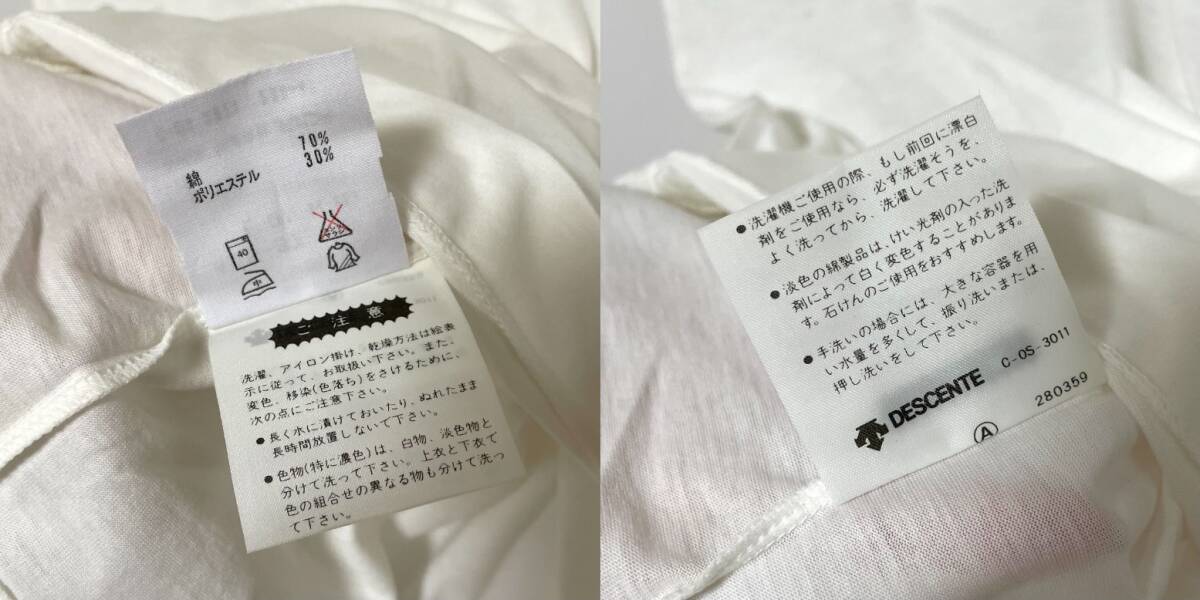 綿 70%
ポリエステル 30%
40
中
ご注意
洗濯、アイロン掛け、乾燥方法は絵表
示に従って、お取扱い下さい。また、
変色、移染(色落ち)をさけるために、
次の点にご注意下さい。
●長く水に漬けておいたり、ぬれたまま
長時間放置しないで下さい。
●色物(特に濃色)は、白物、淡色物と
分けて洗って下さい。上衣と下衣で
色の組合せの異なる物も分けて洗っ
て下さい。
●洗濯機ご使用の際、もし前回に漂白
剤をご使用なら、必ず洗濯そうを、
よく洗ってから、洗濯して下さい。
●淡色の綿製品は、けい光剤の入った洗
剤によって白く変色することがありま
す。石けんのご使用をおすすめします。
●手洗いの場合には、大きな容器を用
い水量を多くして、振り洗いまたは、
押し洗いをして下さい。
C-OS-3011
DESCENTE
280359
Ⓐ